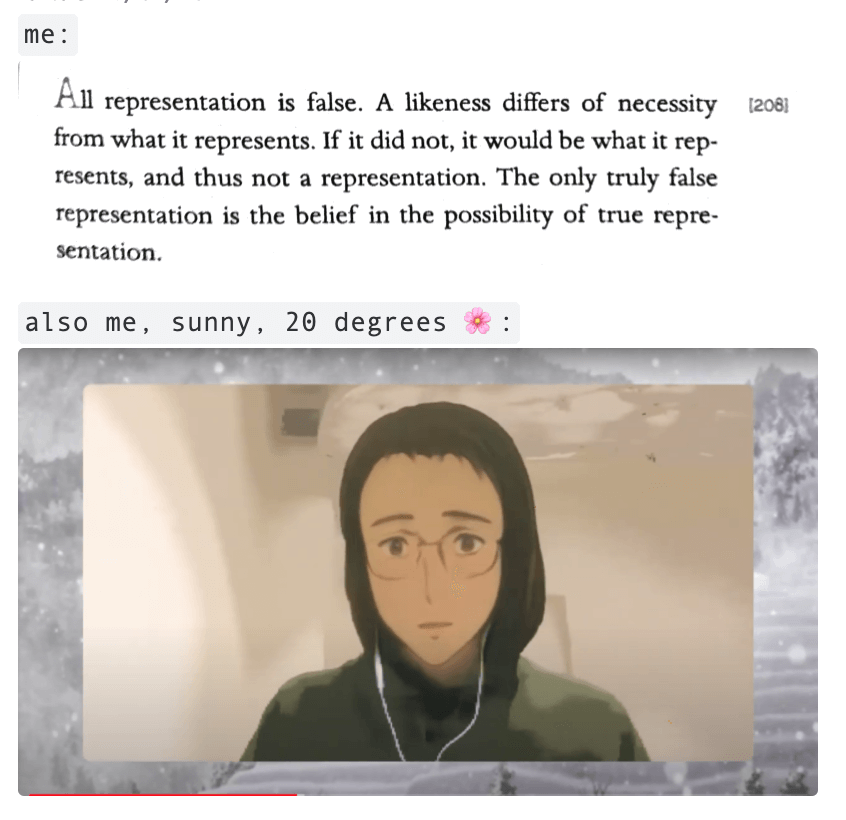 me:
All representation is false. A likeness differs of necessity [208]
from what it represents. If it did not, it would be what it rep-
resents, and thus not a representation. The only truly false
representation is the belief in the possibility of true repre-
sentation.
also me, sunny, 20 degrees 🌸 :